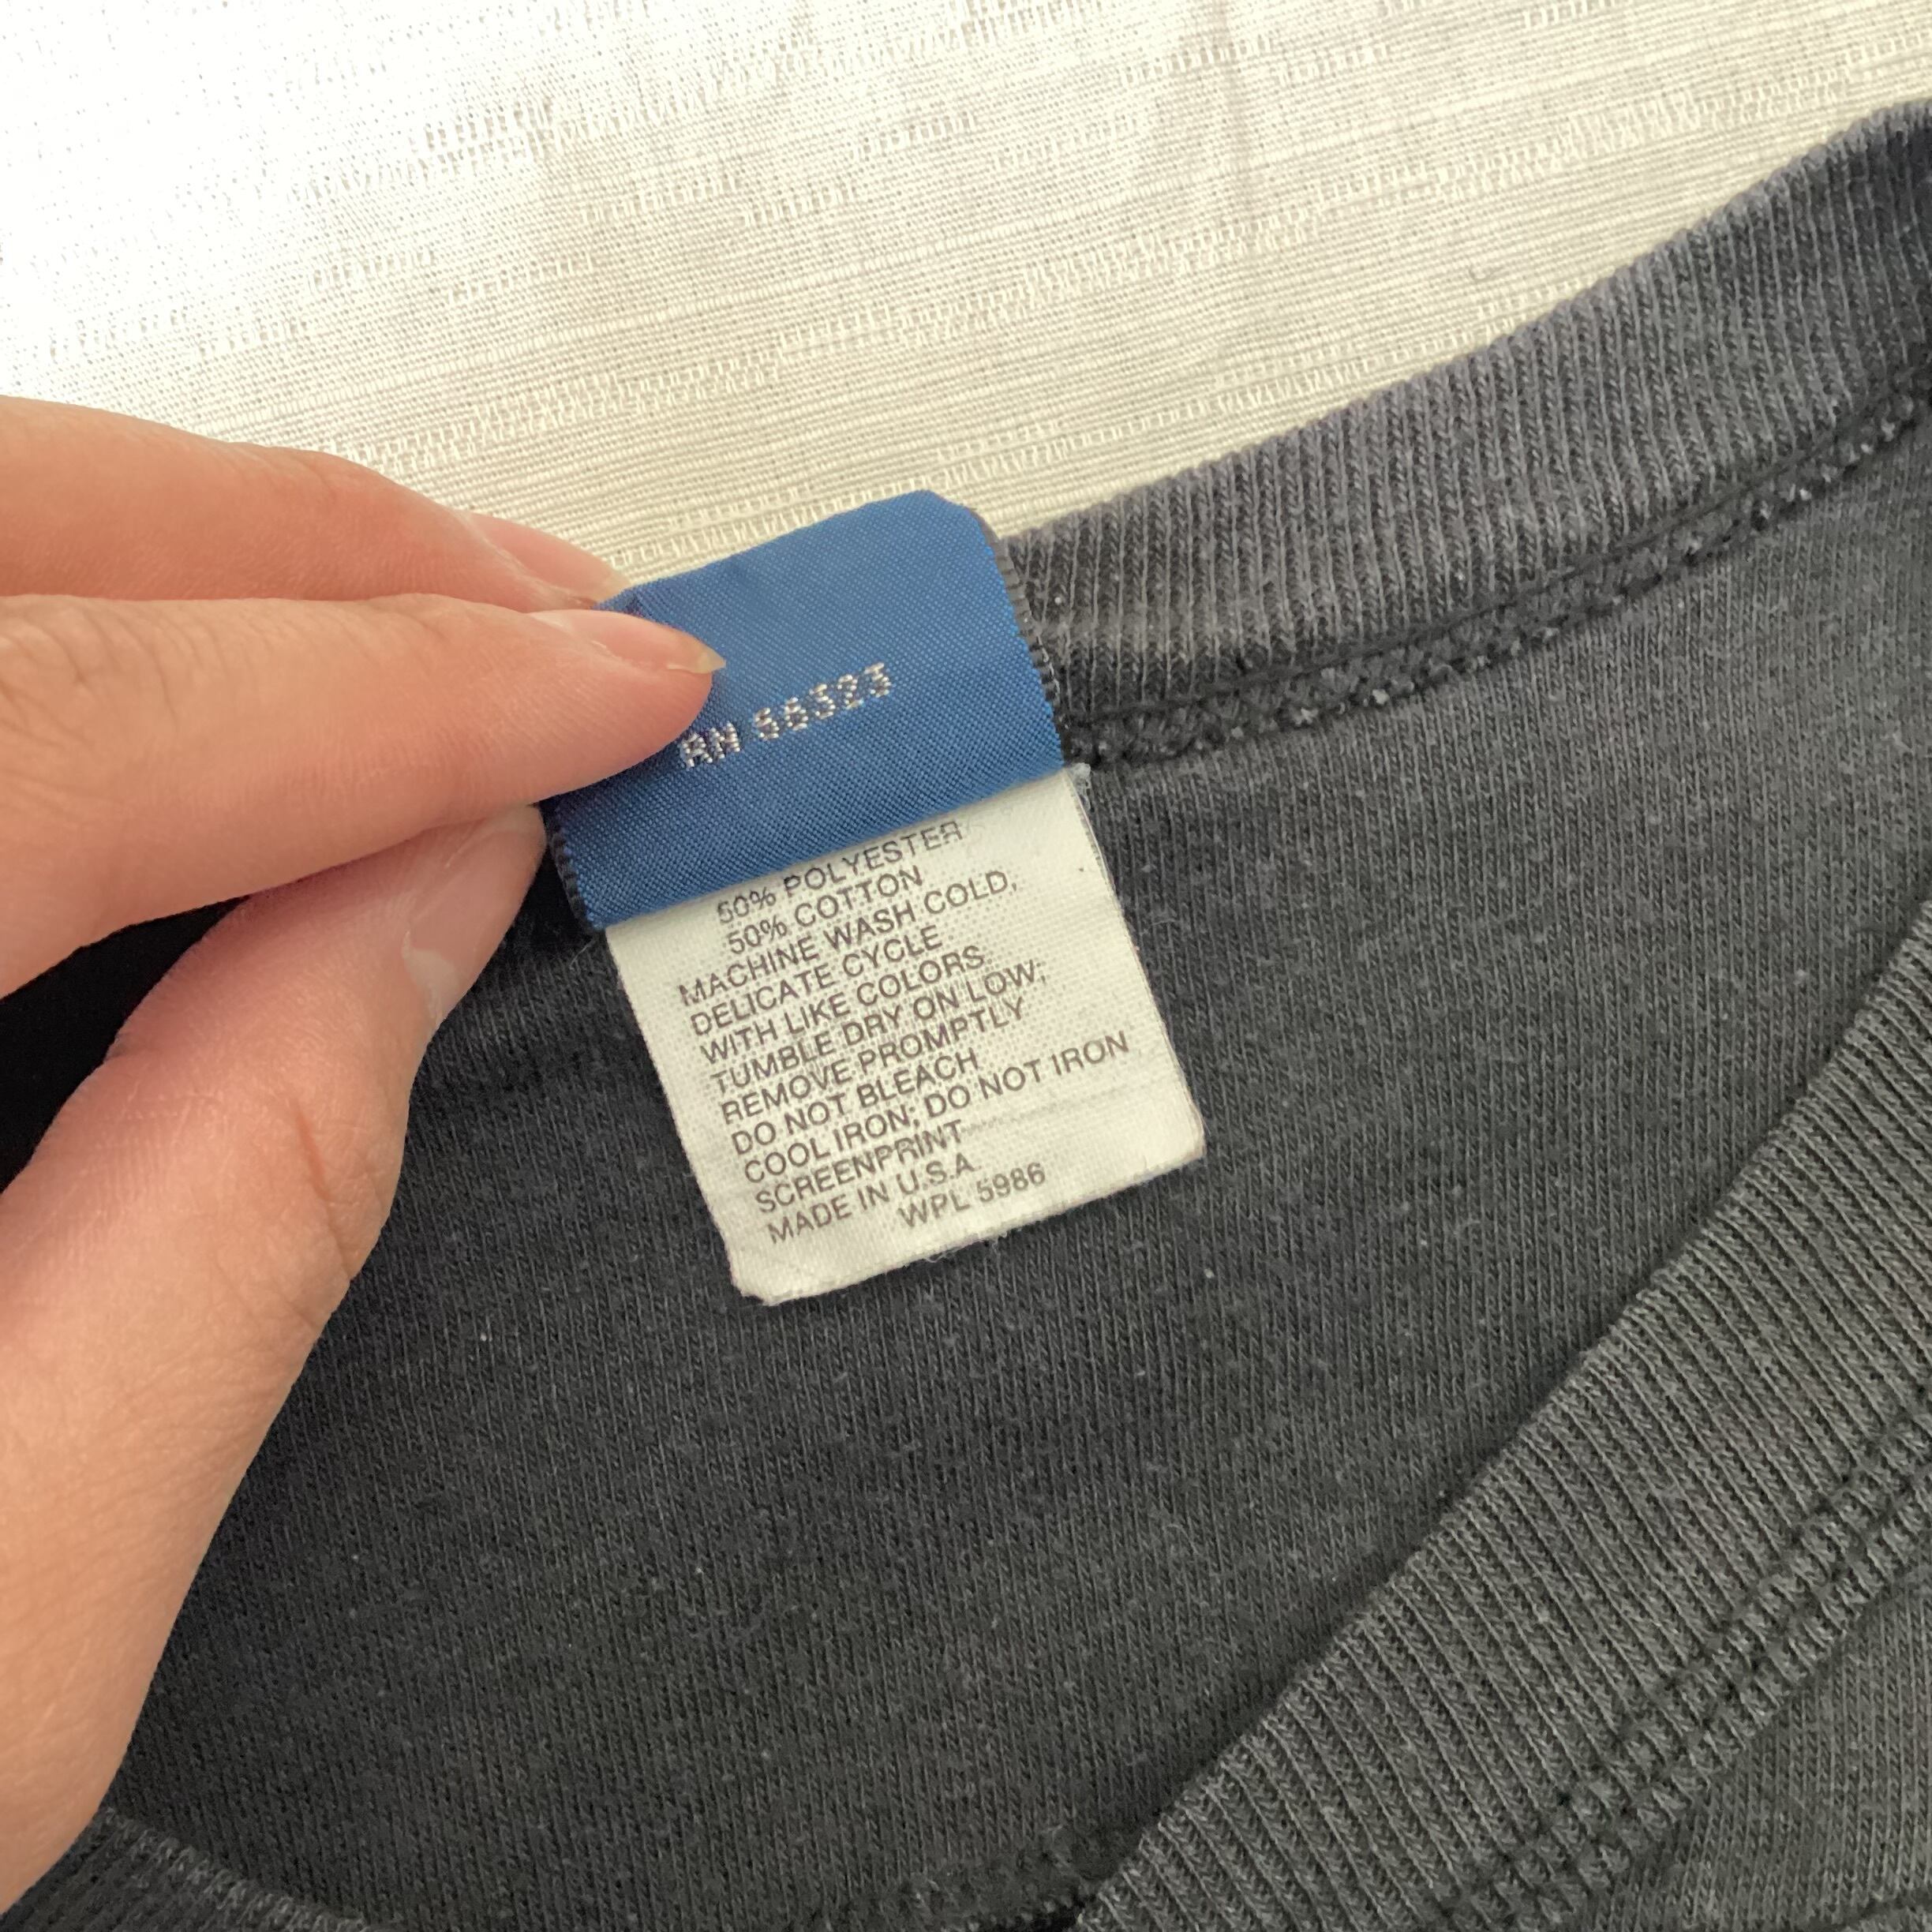 RN 56323
50% POLYESTER
50% COTTON
MACHINE WASH COLD,
DELICATE CYCLE
WITH LIKE COLORS
TUMBLE DRY ON LOW;
REMOVE PROMPTLY
DO NOT BLEACH
COOL IRON; DO NOT IRON
SCREENPRINT
MADE IN U.S.A.
WPL 5986